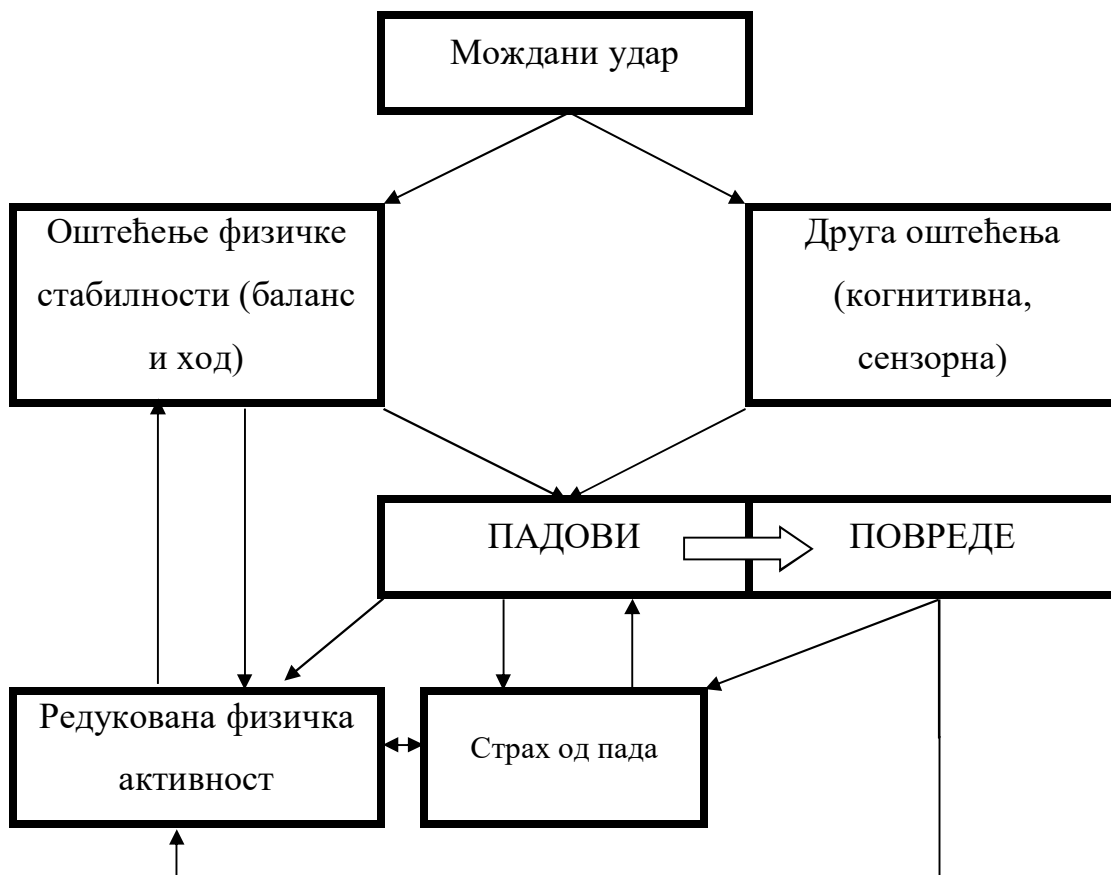 Мождани удар
Оштећење физичке
стабилности (баланс
и ход)
Друга оштећења
(когнитивна,
сензорна)
ПАДОВИ
ПОВРЕДЕ
Редукована физичка
активност
Страх од пада